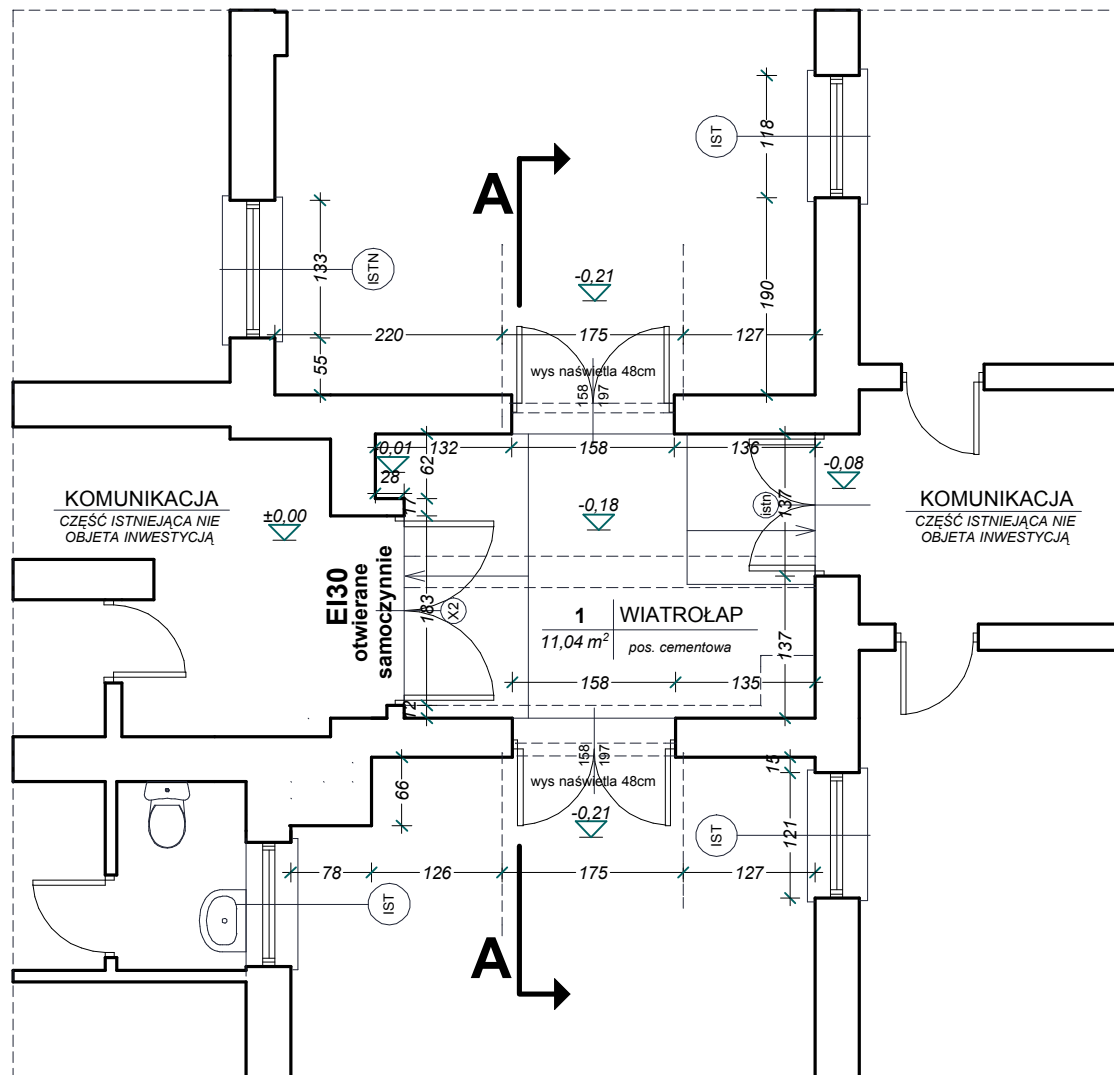 118
IST
A
133
ISTN
-0,21
190
220
175
127
55
wys naświetla 48cm
158
197
-0,01
132
62
158
136
-0,08
28
17
137
istn
KOMUNIKACJA
CZĘŚĆ ISTNIEJĄCA NIE
OBJETA INWESTYCJĄ
±0,00
-0,18
KOMUNIKACJA
CZĘŚĆ ISTNIEJĄCA NIE
OBJETA INWESTYCJĄ
EI30
otwierane
samoczynnie
183
X2
1
WIATROŁAP
11,04 m²
pos. cementowa
137
158
135
12
158
197
15
wys naświetla 48cm
66
-0,21
IST
121
78
126
175
127
IST
A